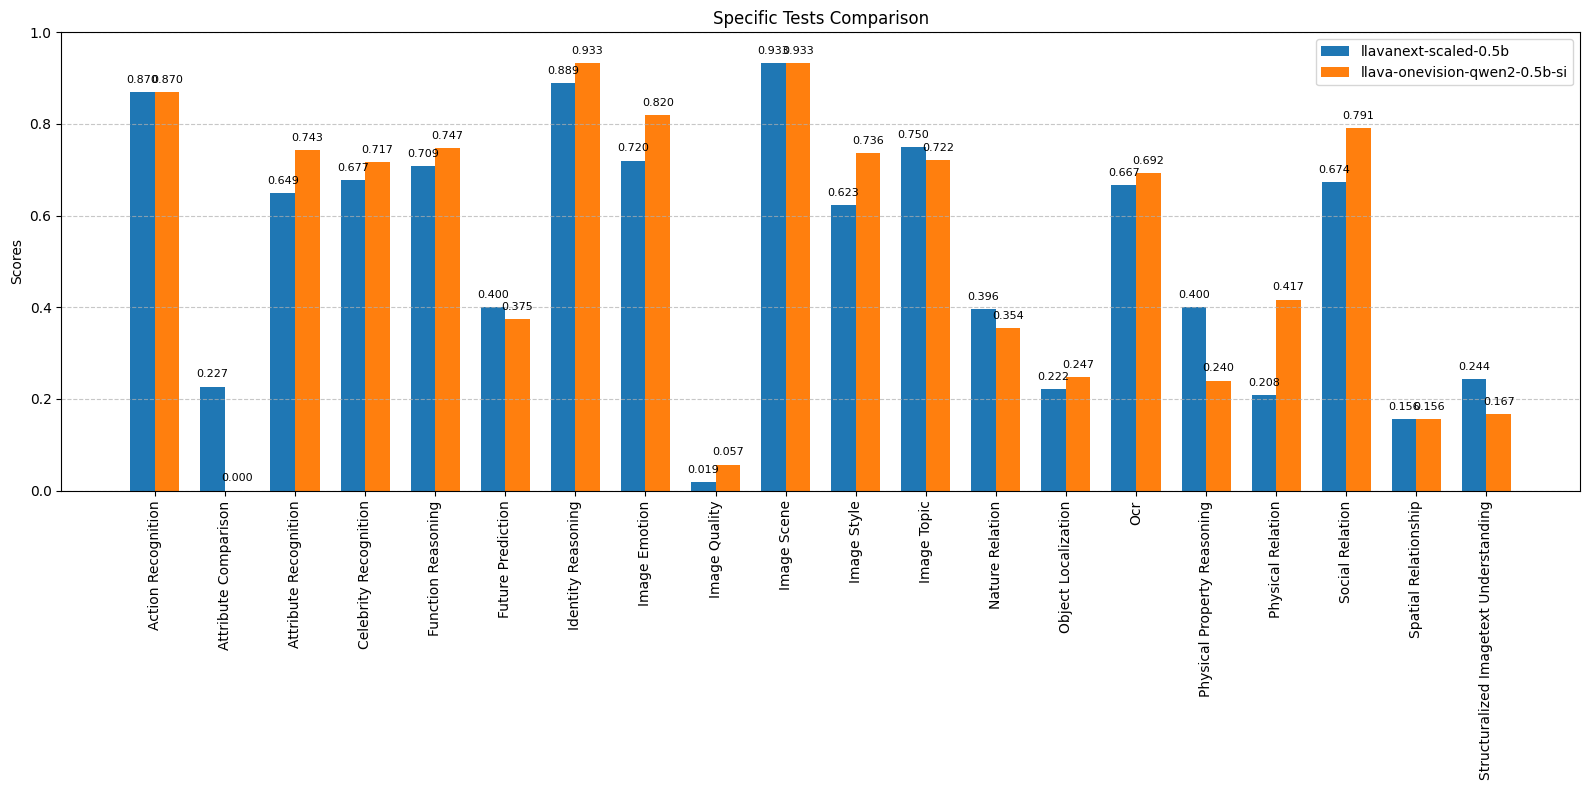 Specific Tests Comparison
llavanext-scaled-0.5b
llava-onevision-qwen2-0.5b-si
Scores
1.0
0.8
0.6
0.4
0.2
0.0
0.870 0.870
0.227 0.000
0.649 0.743
0.677 0.717
0.709 0.747
0.400 0.375
0.889 0.933
0.720 0.820
0.019 0.057
0.933 0.933
0.623 0.736
0.750 0.722
0.396 0.354
0.222 0.247
0.667 0.692
0.400 0.240
0.208 0.417
0.674 0.791
0.156 0.156
0.244 0.167
Action Recognition
Attribute Comparison
Attribute Recognition
Celebrity Recognition
Function Reasoning
Future Prediction
Identity Reasoning
Image Emotion
Image Quality
Image Scene
Image Style
Image Topic
Nature Relation
Object Localization
Ocr
Physical Property Reasoning
Physical Relation
Social Relation
Spatial Relationship
Structuralized Imagetext Understanding